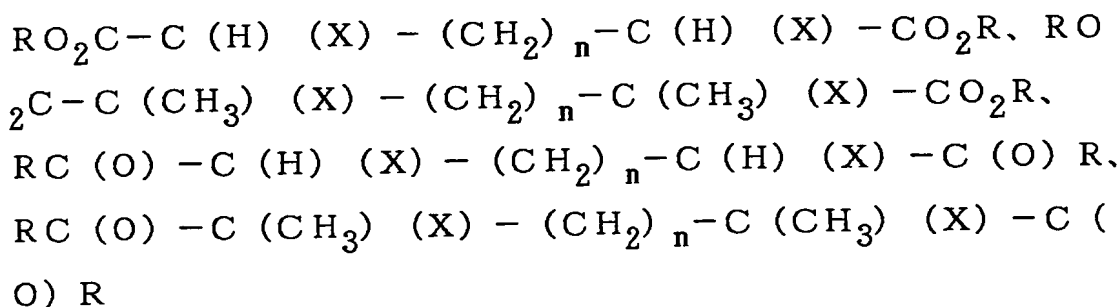 RO₂C−C (H) (X) − (CH₂) ₙ−C (H) (X) −CO₂R、RO
₂C−C (CH₃) (X) − (CH₂) ₙ−C (CH₃) (X) −CO₂R、
RC (O) −C (H) (X) − (CH₂) ₙ−C (H) (X) −C (O) R、
RC (O) −C (CH₃) (X) − (CH₂) ₙ−C (CH₃) (X) −C (
O) R